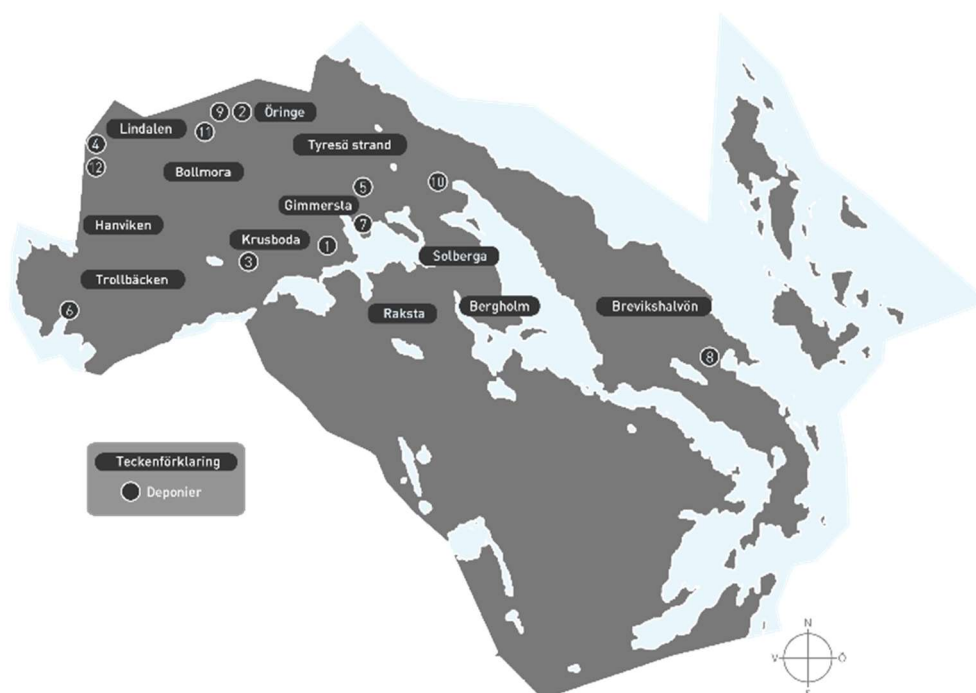 9 2 Öringe
Lindalen 11
4
Tyresö strand
12
Bollmora
5
10
Gimmersta
Hanviken
7
Krusboda 1
Solberga
3
Trollbäcken
Bergholm
Brevikshalvön
6
Raksta
8
Teckenförklaring
Deponier
N
V Ö